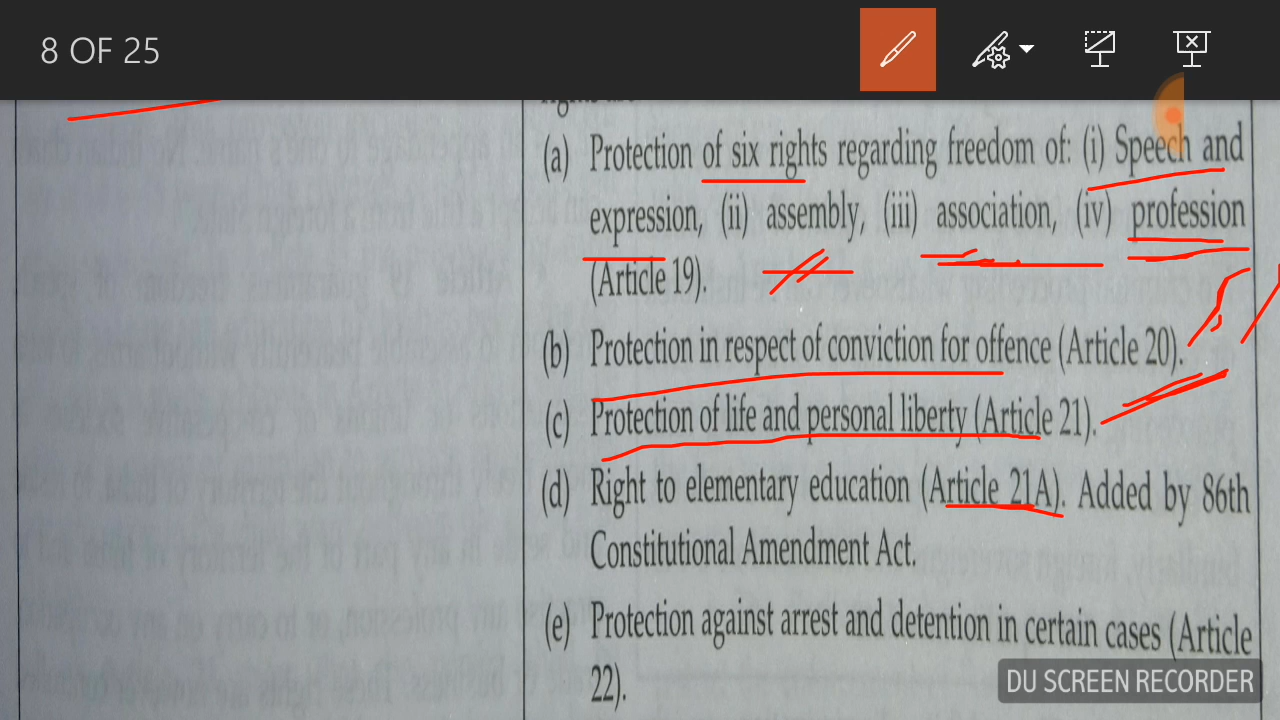 8 OF 25
rights are
(a) Protection of six rights regarding freedom of: (i) Speech and
expression, (ii) assembly, (iii) association, (iv) profession
(Article 19).
(b) Protection in respect of conviction for offence (Article 20).
(c) Protection of life and personal liberty (Article 21).
(d) Right to elementary education (Article 21A). Added by 86th
Constitutional Amendment Act.
(e) Protection against arrest and detention in certain cases (Article
22).
DU SCREEN RECORDER